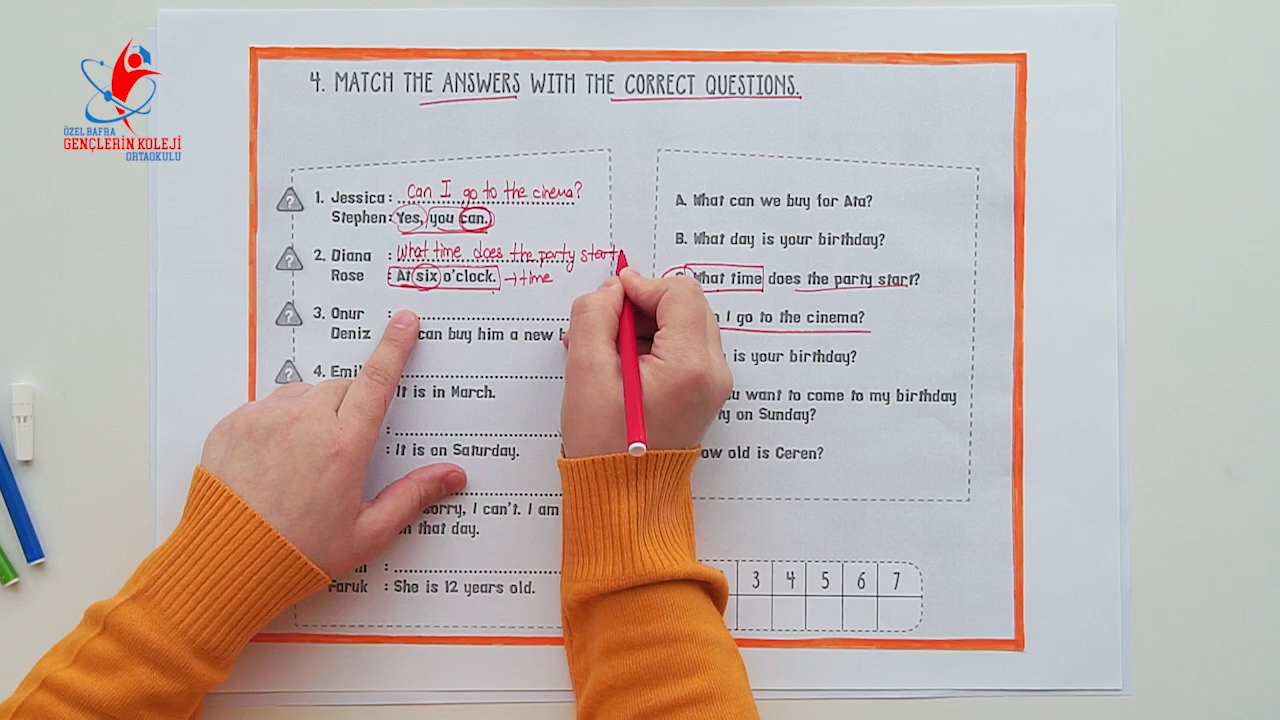 ÖZEL BAFRA
GENÇLERİN KOLEJİ
ORTAOKULU
4. MATCH THE ANSWERS WITH THE CORRECT QUESTIONS.
1. Jessica : Can I go to the cinema?
Stephen: Yes, you can.
2. Diana : What time does the party start
Rose : At six o'clock. → time
3. Onur :
Deniz can buy him a new
4.
It is in March.
:
: It is on Saturday.
sorry, I can't. I am
that day.
:
Faruk : She is 12 years old.
A. What can we buy for Ata?
B. What day is your birthday?
What time does the party start?
I go to the cinema?
is your birthday?
want to come to my birthday
on Sunday?
old is Ceren?
3 4 5 6 7